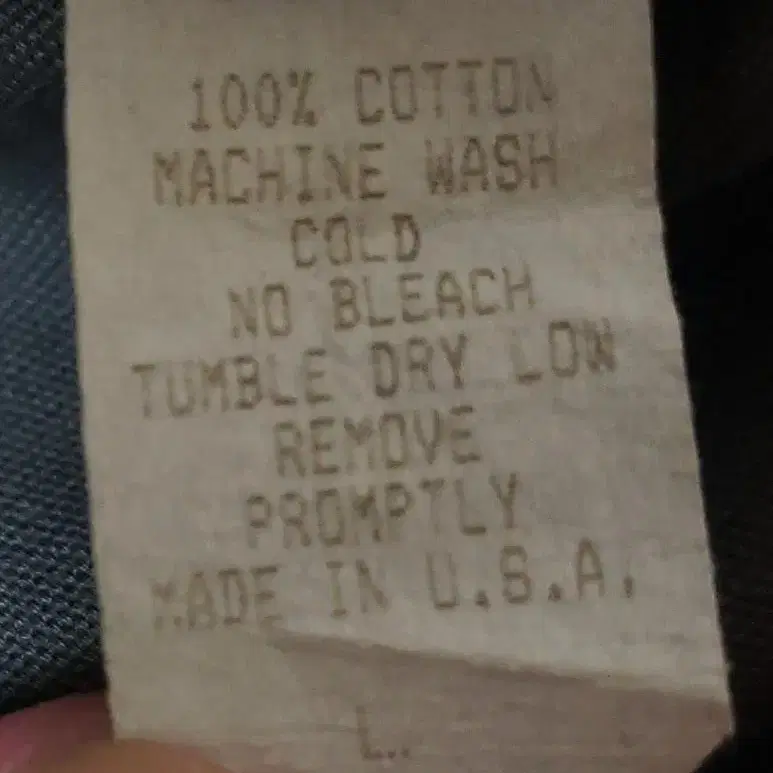 100% COTTON
MACHINE WASH
COLD
NO BLEACH
TUMBLE DRY LOW
REMOVE
PROMPTLY
MADE IN U.S.A.
L..